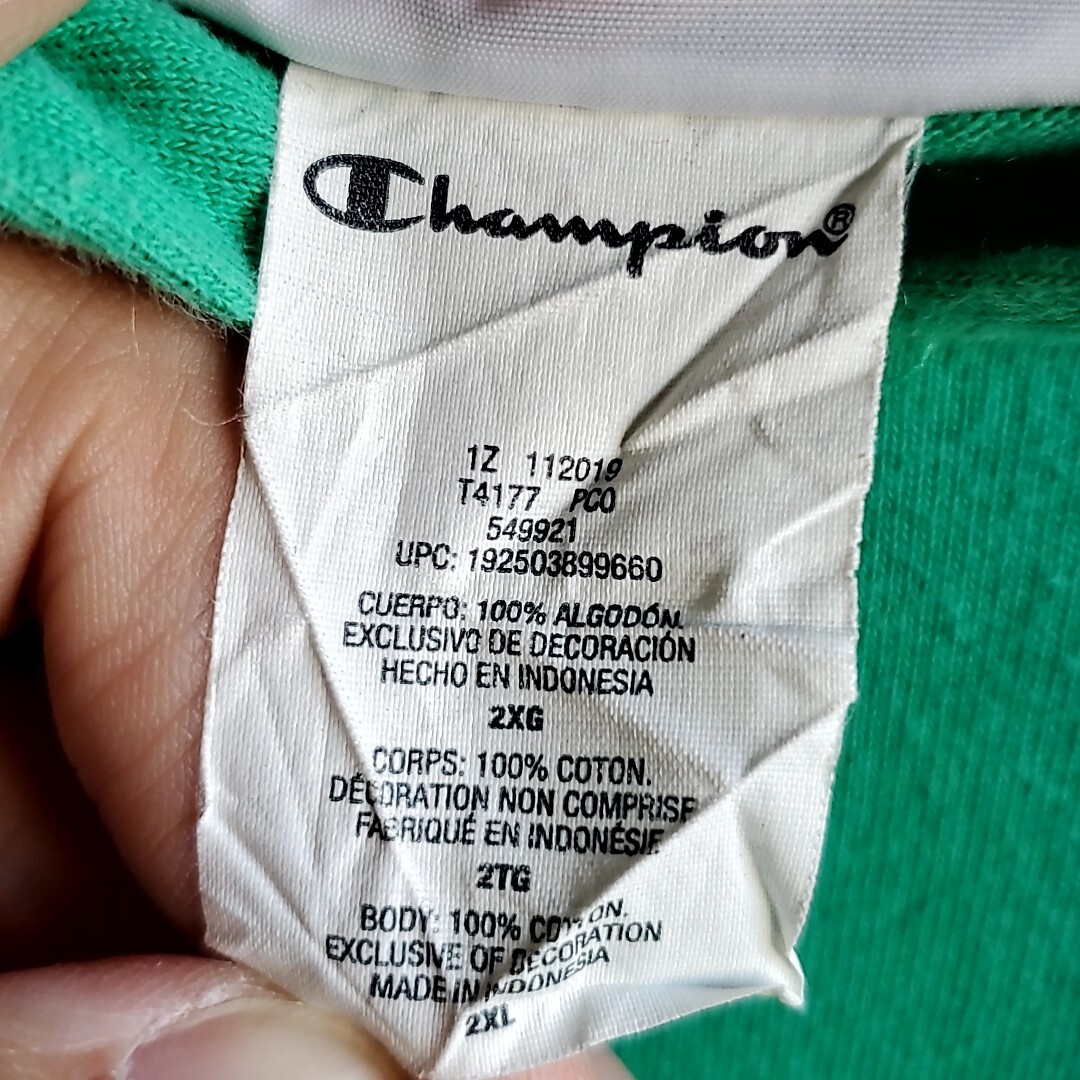 Champion®
1Z 112019
T4177 PCO
549921
UPC: 192503899660
CUERPO: 100% ALGODÓN.
EXCLUSIVO DE DECORACIÓN
HECHO EN INDONESIA
2XG
CORPS: 100% COTON.
DÉCORATION NON COMPRISE
FABRIQUÉ EN INDONÉSIE
2TG
BODY: 100% COTTON.
EXCLUSIVE OF DECORATION
MADE IN INDONESIA
2XL